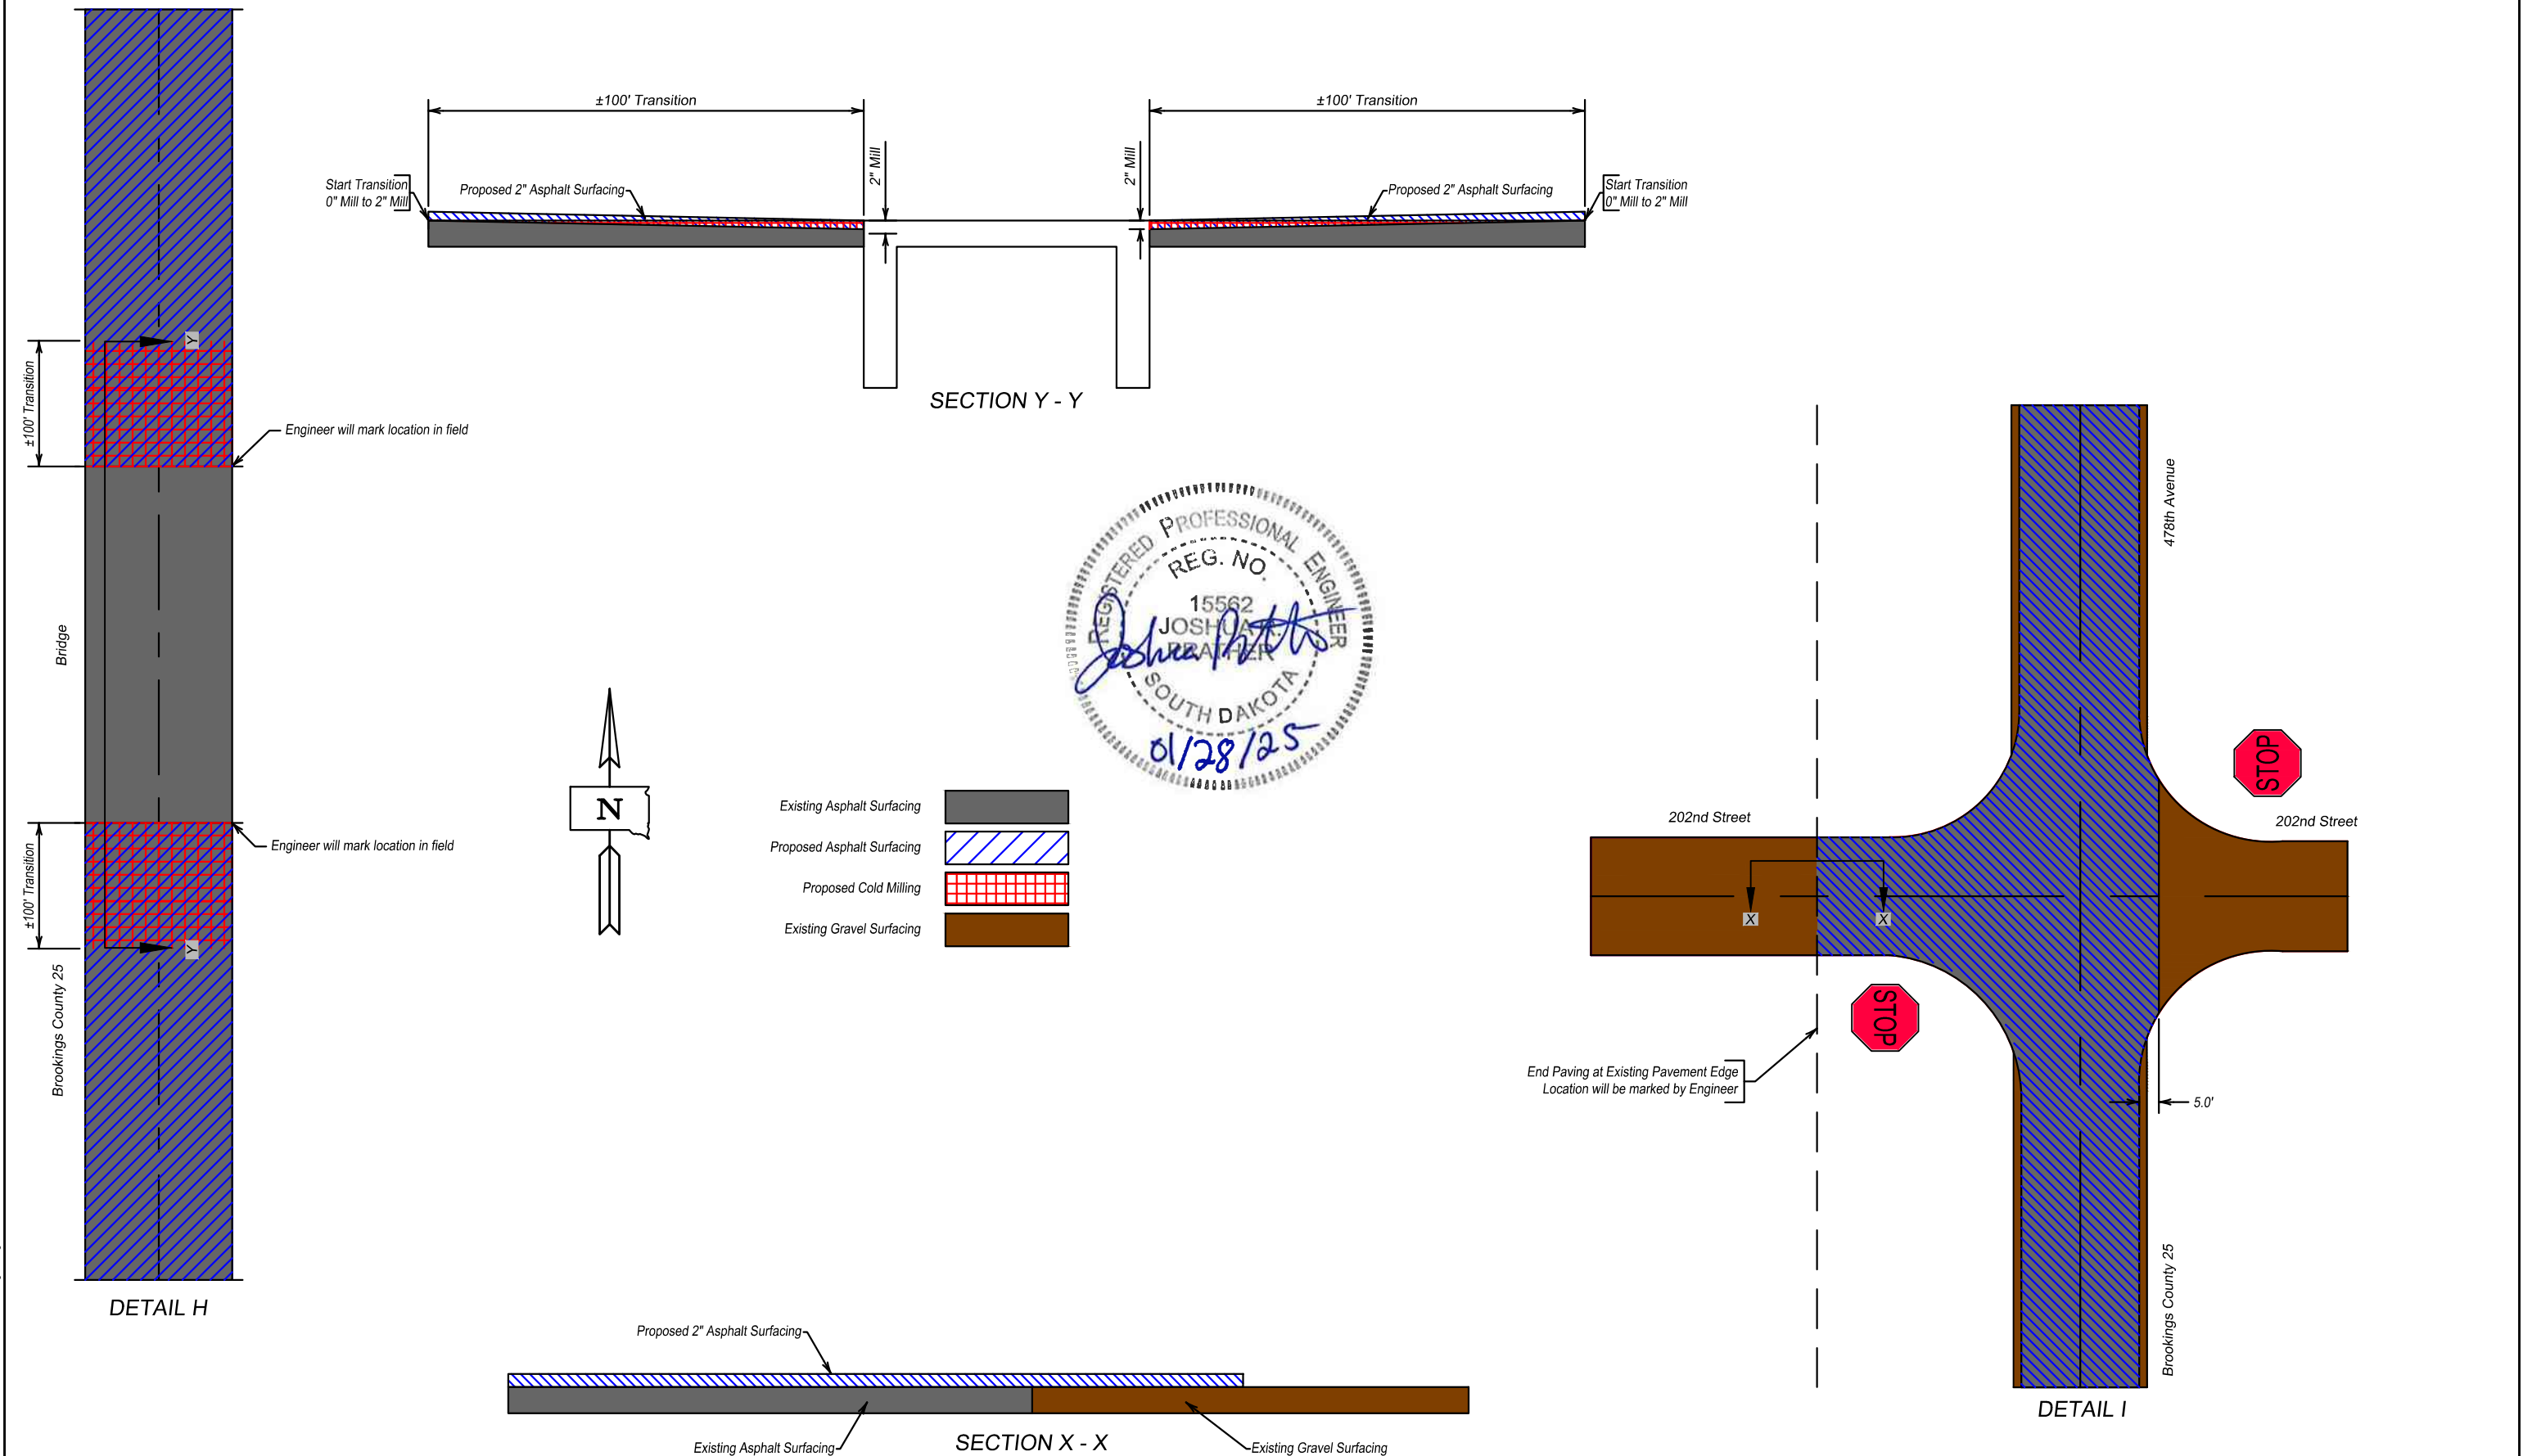 ±100' Transition
±100' Transition
Start Transition
0" Mill to 2" Mill
Proposed 2" Asphalt Surfacing
2" Mill
2" Mill
Proposed 2" Asphalt Surfacing
Start Transition
0" Mill to 2" Mill
SECTION Y - Y
Y
±100' Transition
Engineer will mark location in field
Bridge
±100' Transition
Engineer will mark location in field
Y
Brookings County 25
DETAIL H
REGISTERED PROFESSIONAL ENGINEER
REG. NO.
15562
JOSHUA
PRATHER
SOUTH DAKOTA
01/28/25
N
Existing Asphalt Surfacing
Proposed Asphalt Surfacing
Proposed Cold Milling
Existing Gravel Surfacing
478th Avenue
STOP
202nd Street
202nd Street
X
X
STOP
End Paving at Existing Pavement Edge
Location will be marked by Engineer
5.0'
Brookings County 25
DETAIL I
Proposed 2" Asphalt Surfacing
Existing Asphalt Surfacing
SECTION X - X
Existing Gravel Surfacing